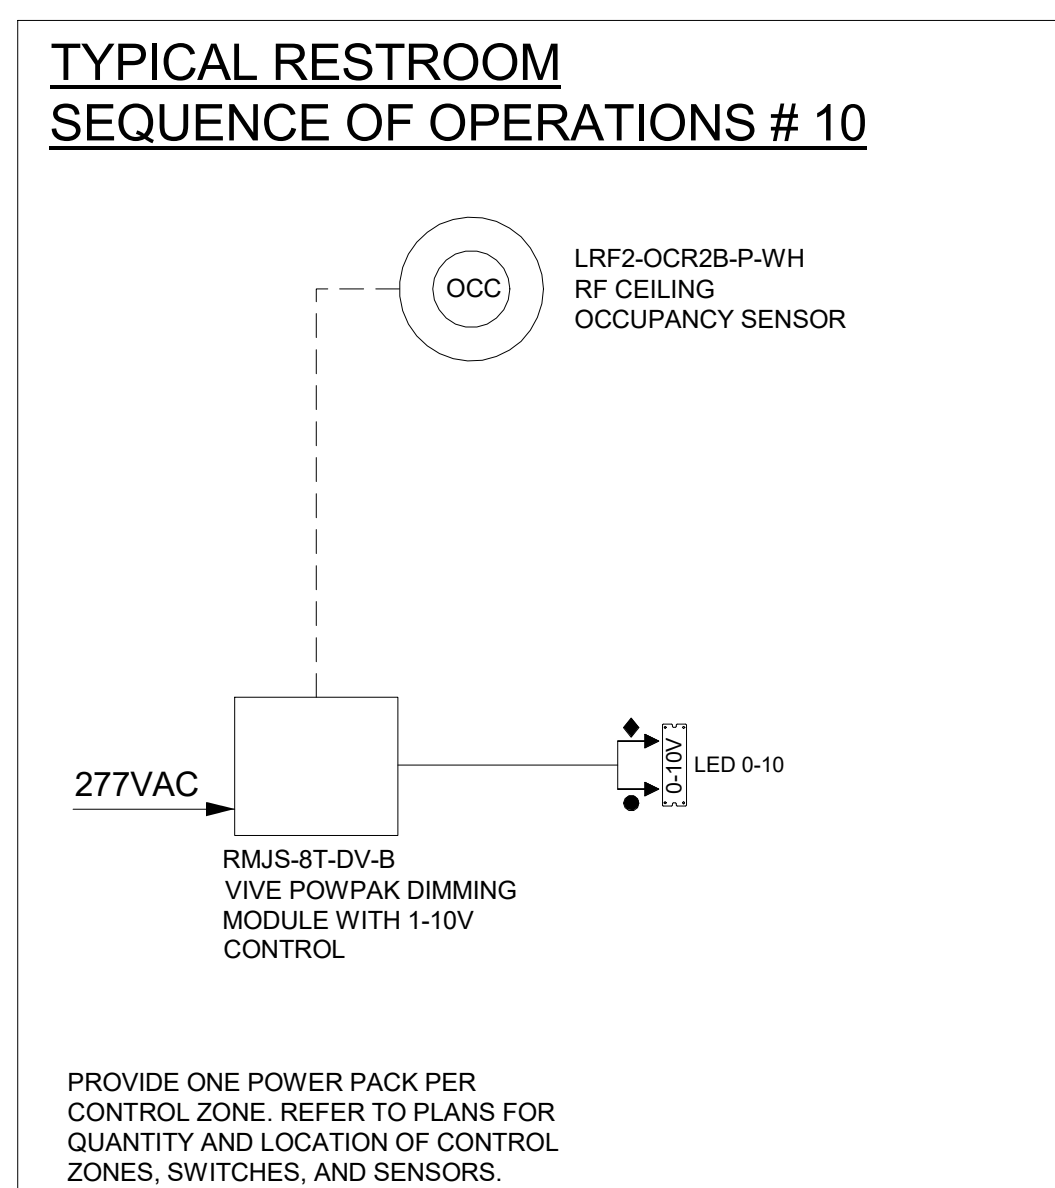 TYPICAL RESTROOM
SEQUENCE OF OPERATIONS # 10
OCC
LRF2-OCR2B-P-WH
RF CEILING
OCCUPANCY SENSOR
277VAC
0-10V
LED 0-10
RMJS-8T-DV-B
VIVE POWPAK DIMMING
MODULE WITH 1-10V
CONTROL
PROVIDE ONE POWER PACK PER
CONTROL ZONE. REFER TO PLANS FOR
QUANTITY AND LOCATION OF CONTROL
ZONES, SWITCHES, AND SENSORS.